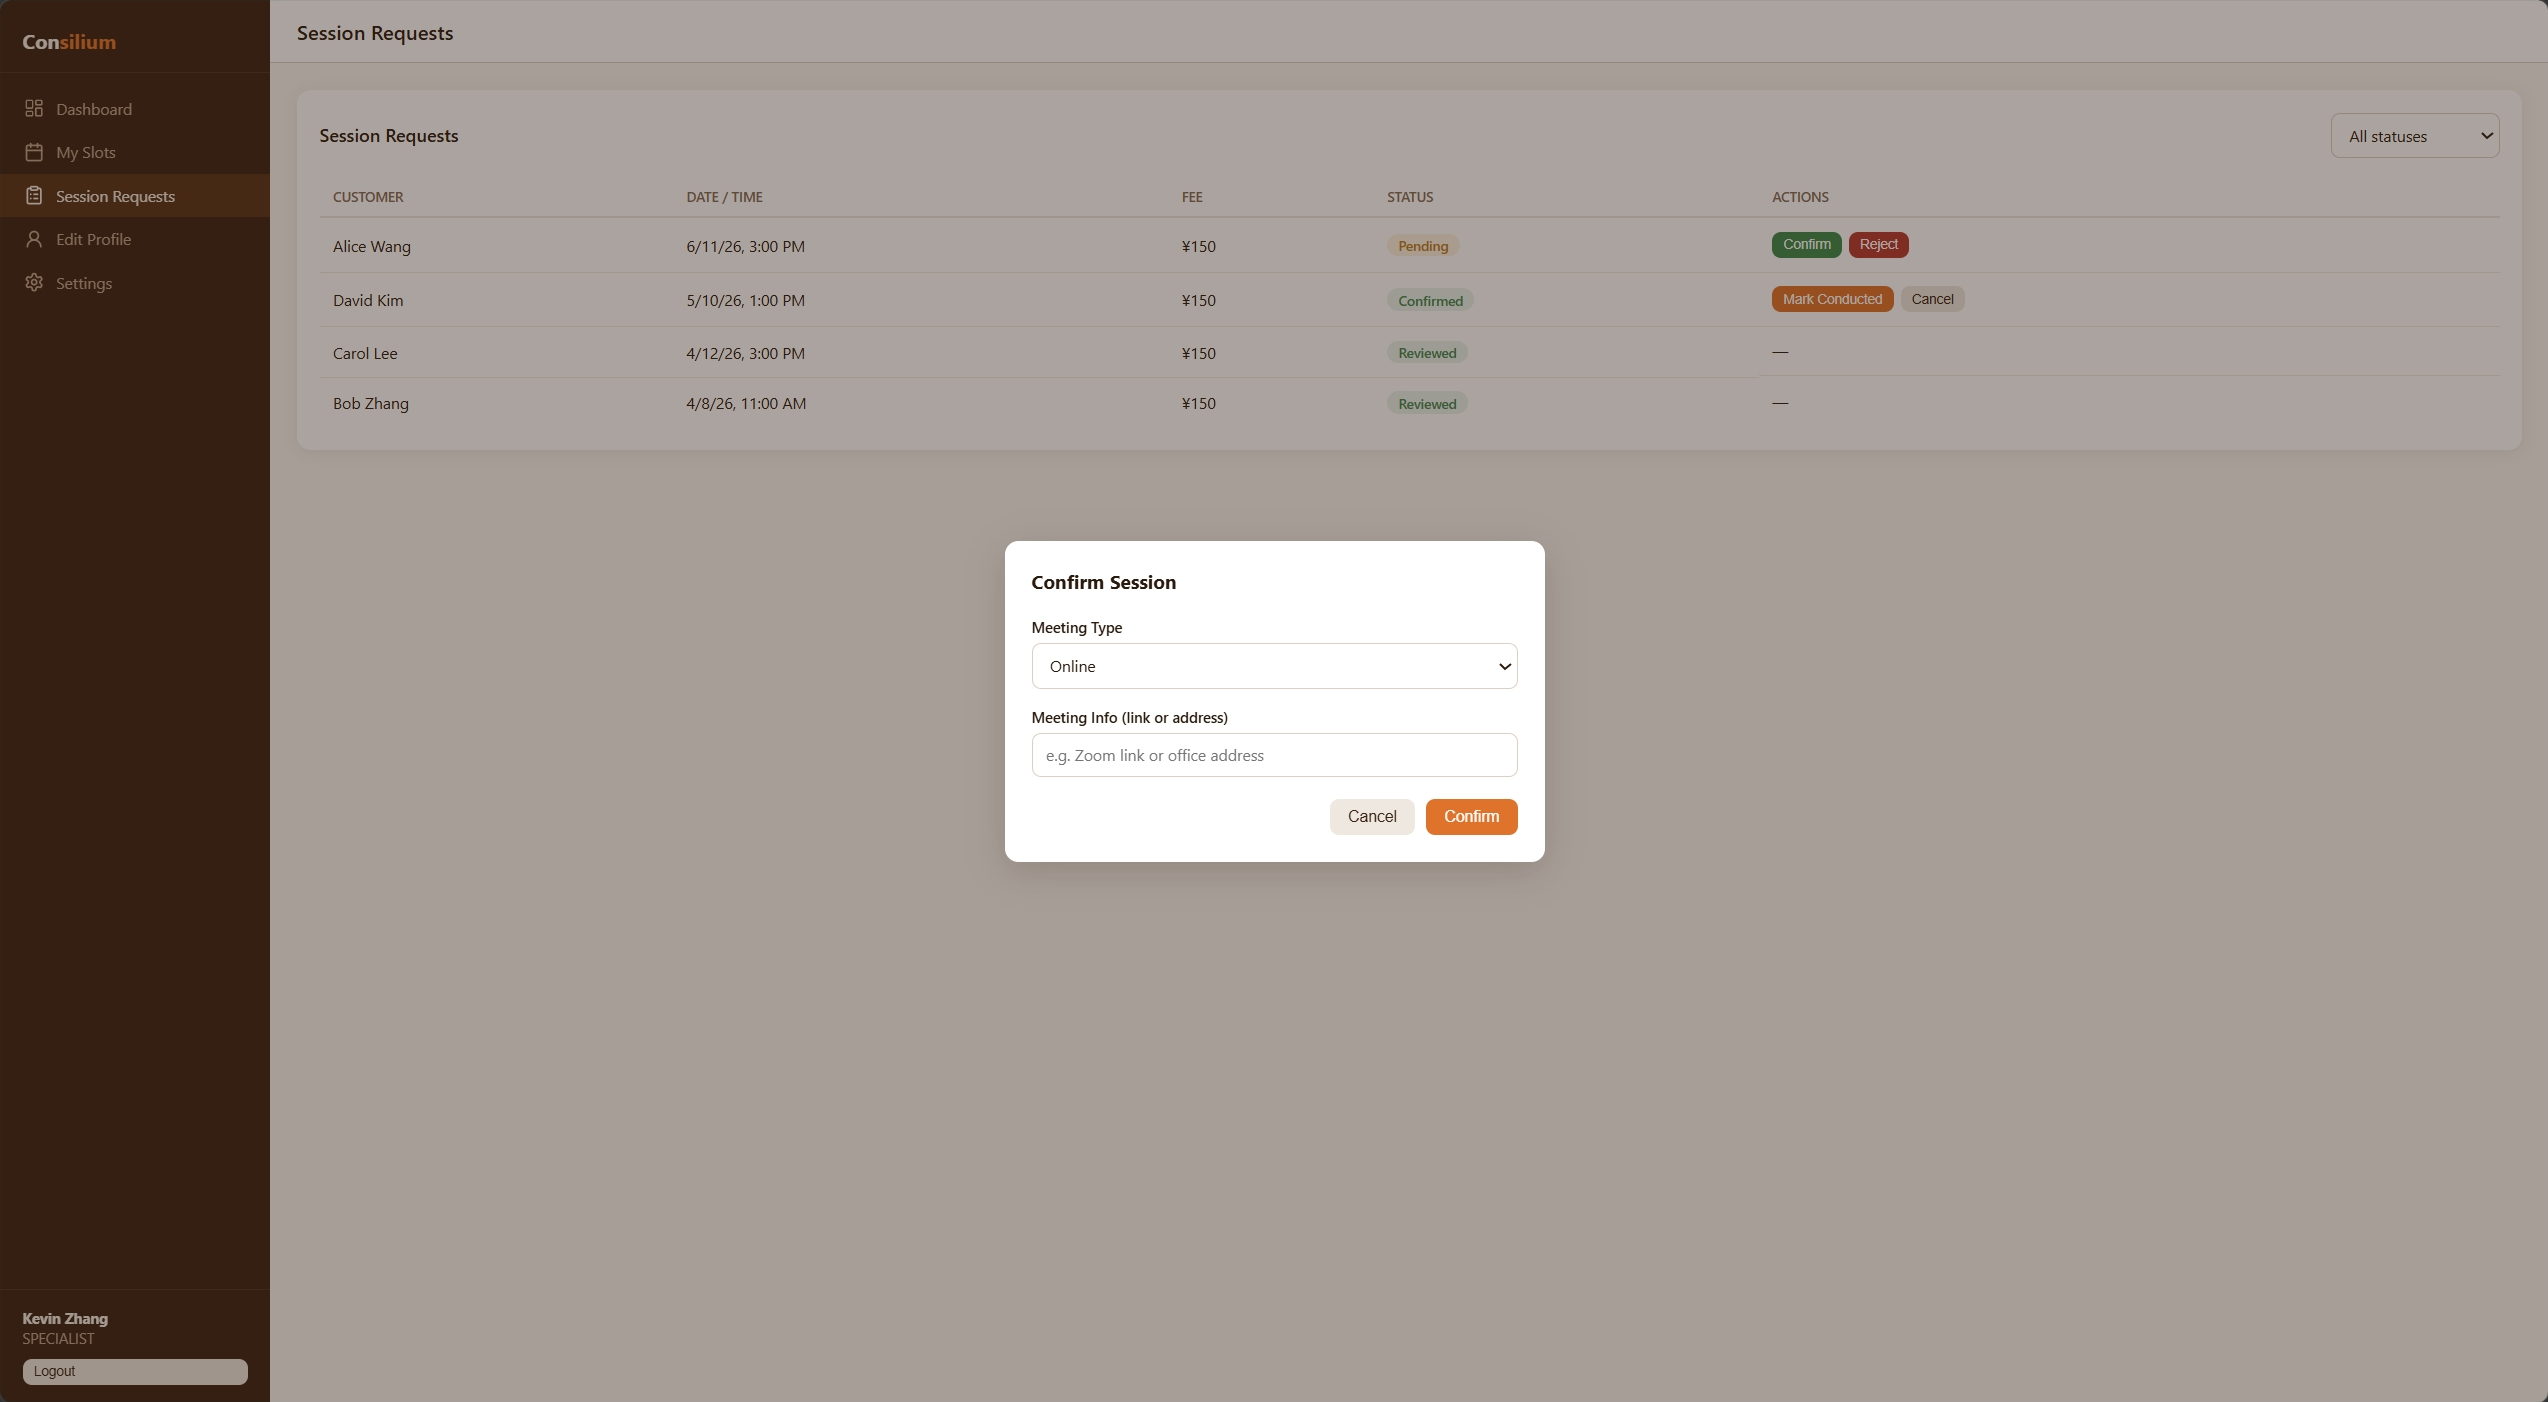 Consilium
Session Requests
Dashboard
My Slots
Session Requests
Edit Profile
Settings
Session Requests
All statuses
CUSTOMER DATE / TIME FEE STATUS ACTIONS
Alice Wang 6/11/26, 3:00 PM ¥150 Pending Confirm Reject
David Kim 5/10/26, 1:00 PM ¥150 Confirmed Mark Conducted Cancel
Carol Lee 4/12/26, 3:00 PM ¥150 Reviewed —
Bob Zhang 4/8/26, 11:00 AM ¥150 Reviewed —
Confirm Session
Meeting Type
Online
Meeting Info (link or address)
e.g. Zoom link or office address
Cancel Confirm
Kevin Zhang
SPECIALIST
Logout